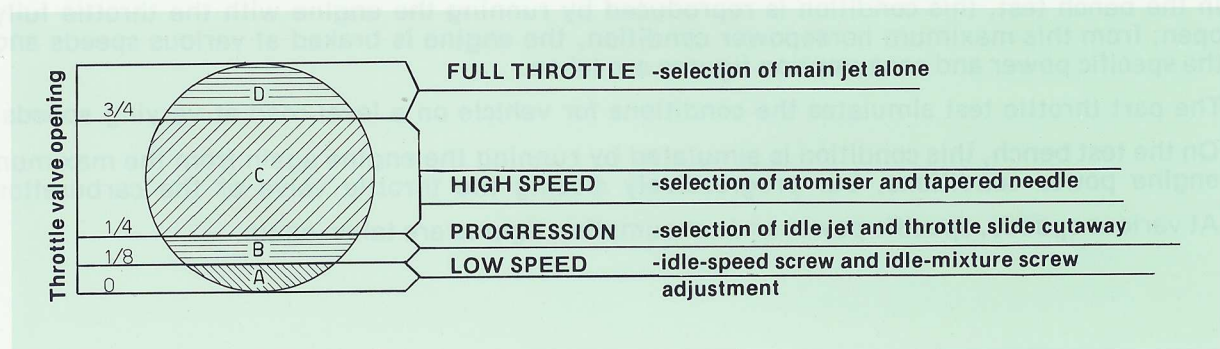 FULL THROTTLE -selection of main jet alone
D
3/4
C
HIGH SPEED -selection of atomiser and tapered needle
1/4
PROGRESSION -selection of idle jet and throttle slide cutaway
B
1/8
LOW SPEED -idle-speed screw and idle-mixture screw
adjustment
A
0
Throttle valve opening